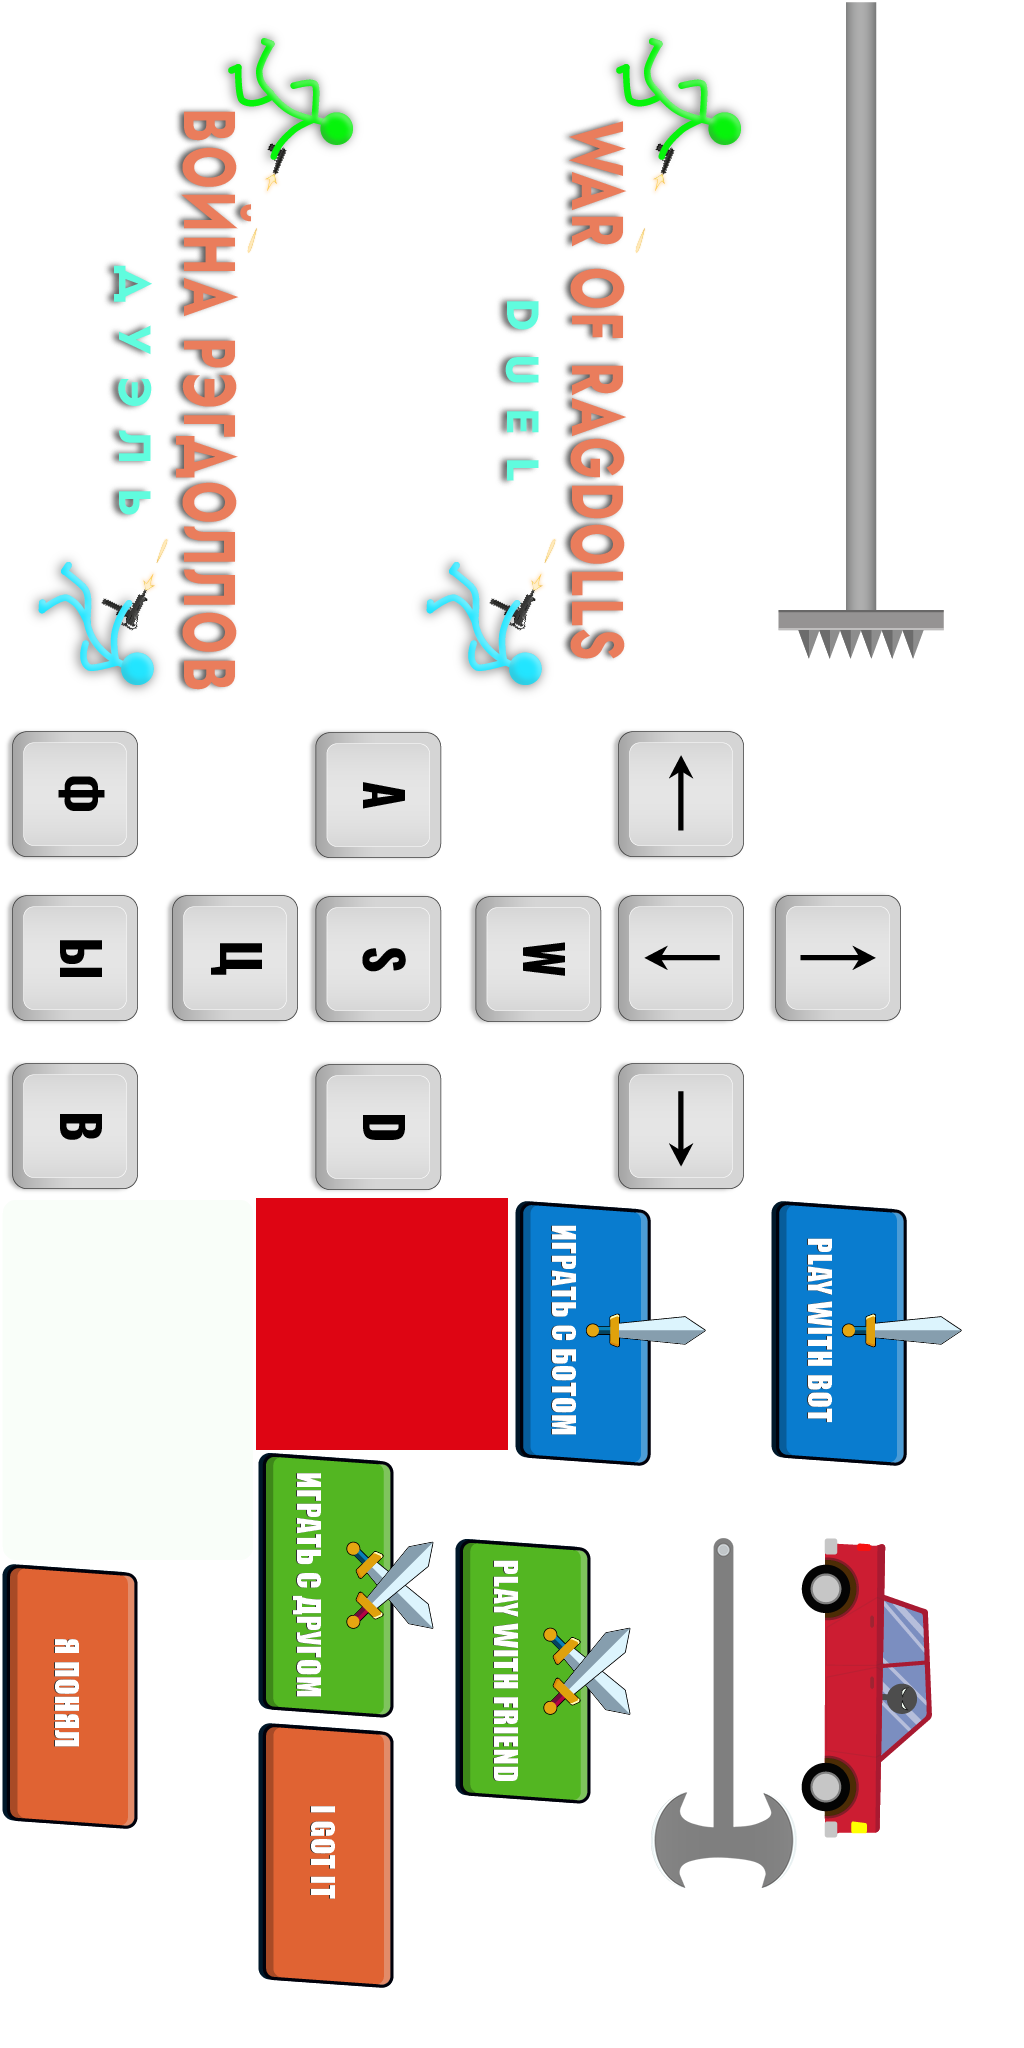 ВОЙНА РЭГДОЛЛОВ
ДУЭЛЬ
WAR OF RAGDOLLS
DUEL
Ф
A
Ы
Ц
S
W
В
D
ИГРАТЬ С БОТОМ
PLAY WITH BOT
ИГРАТЬ С ДРУГОМ
PLAY WITH FRIEND
Я ПОНЯЛ
I GOT IT